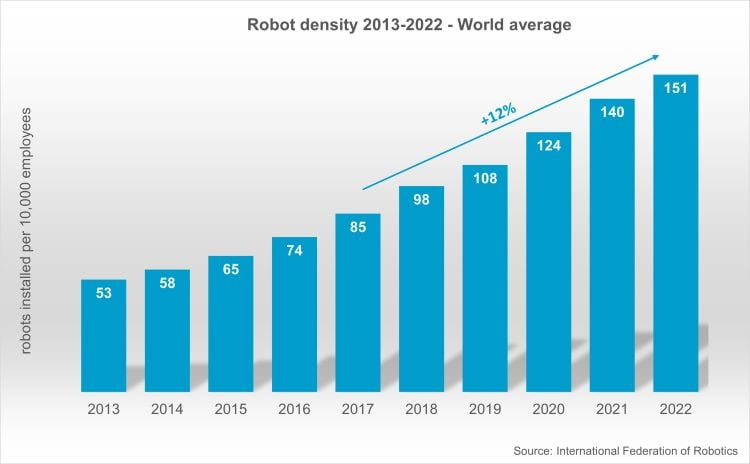 Robot density 2013-2022 - World average
robots installed per 10,000 employees
+12%
53
58
65
74
85
98
108
124
140
151
2013 2014 2015 2016 2017 2018 2019 2020 2021 2022
Source: International Federation of Robotics